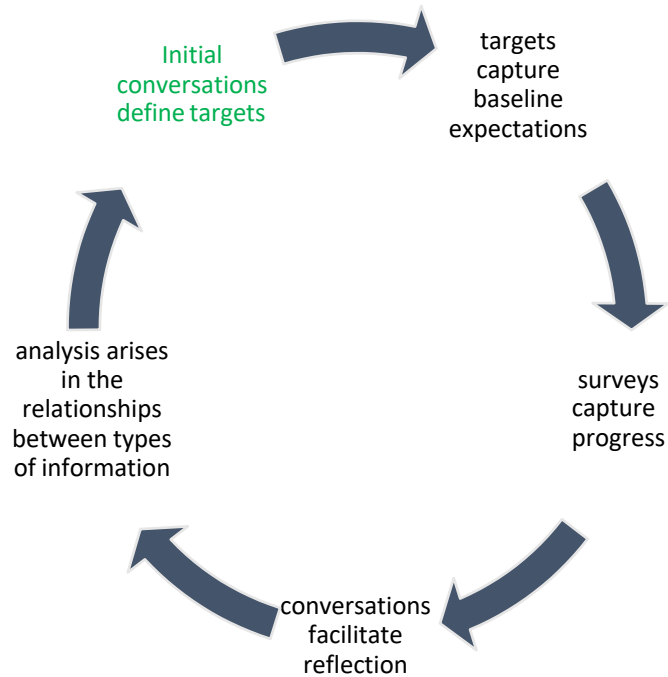 Initial
conversations
define targets
targets
capture
baseline
expectations
surveys
capture
progress
conversations
facilitate
reflection
analysis arises
in the
relationships
between types
of information